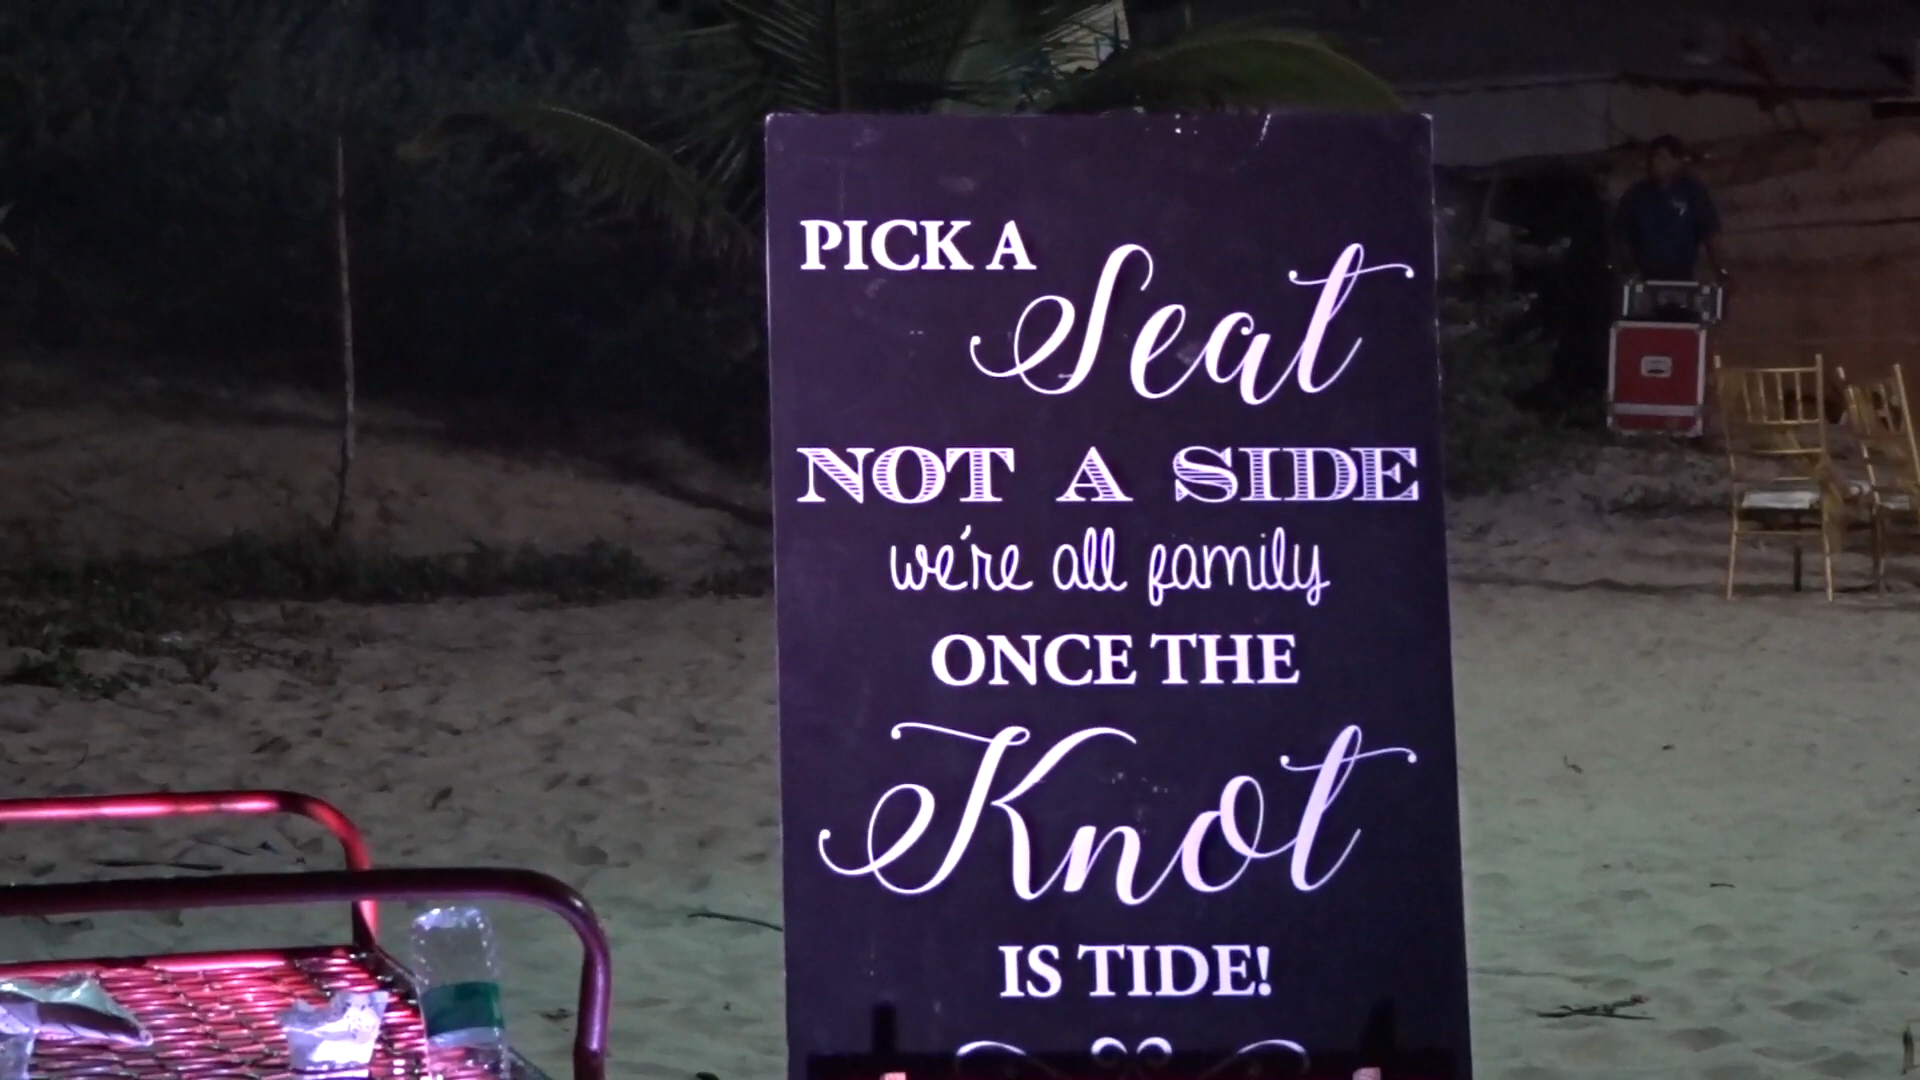 PICK A
Seat
NOT A SIDE
we're all family
ONCE THE
Knot
IS TIDE!